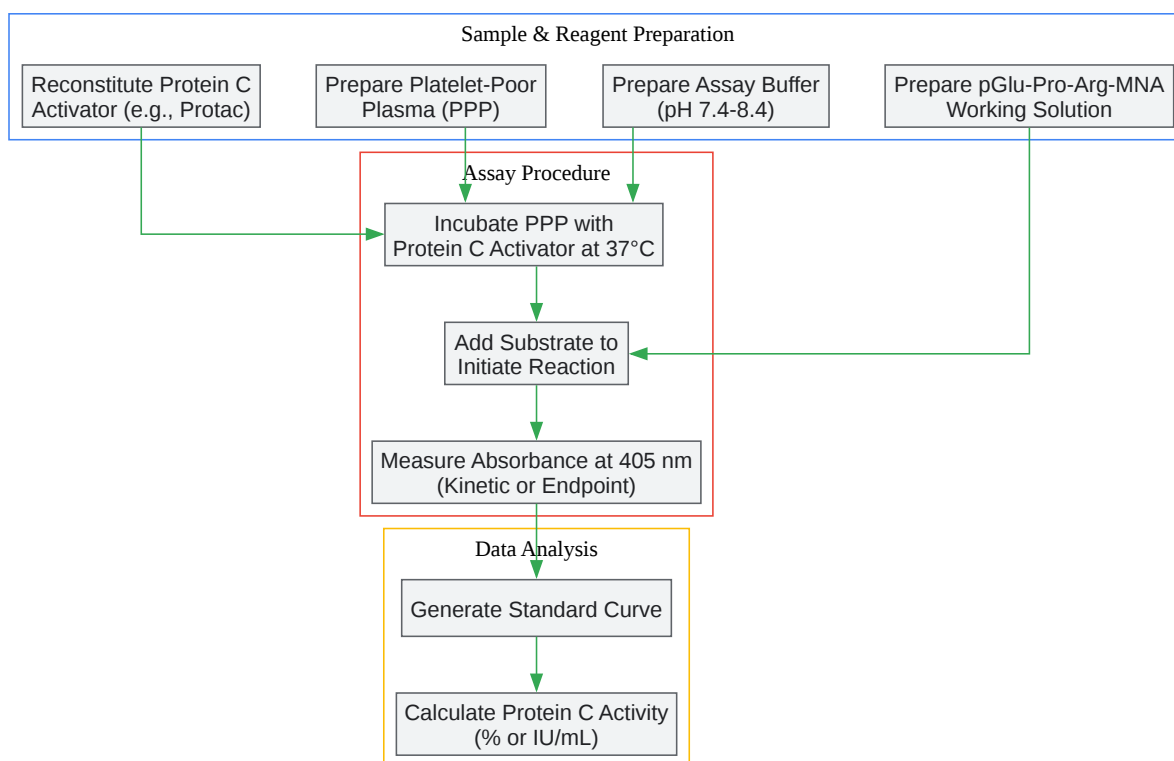 Sample & Reagent Preparation
Reconstitute Protein C
Activator (e.g., Protac)
Prepare Platelet-Poor
Plasma (PPP)
Prepare Assay Buffer
(pH 7.4-8.4)
Prepare pGlu-Pro-Arg-MNA
Working Solution
Assay Procedure
Incubate PPP with
Protein C Activator at 37°C
Add Substrate to
Initiate Reaction
Measure Absorbance at 405 nm
(Kinetic or Endpoint)
Data Analysis
Generate Standard Curve
Calculate Protein C Activity
(% or IU/mL)